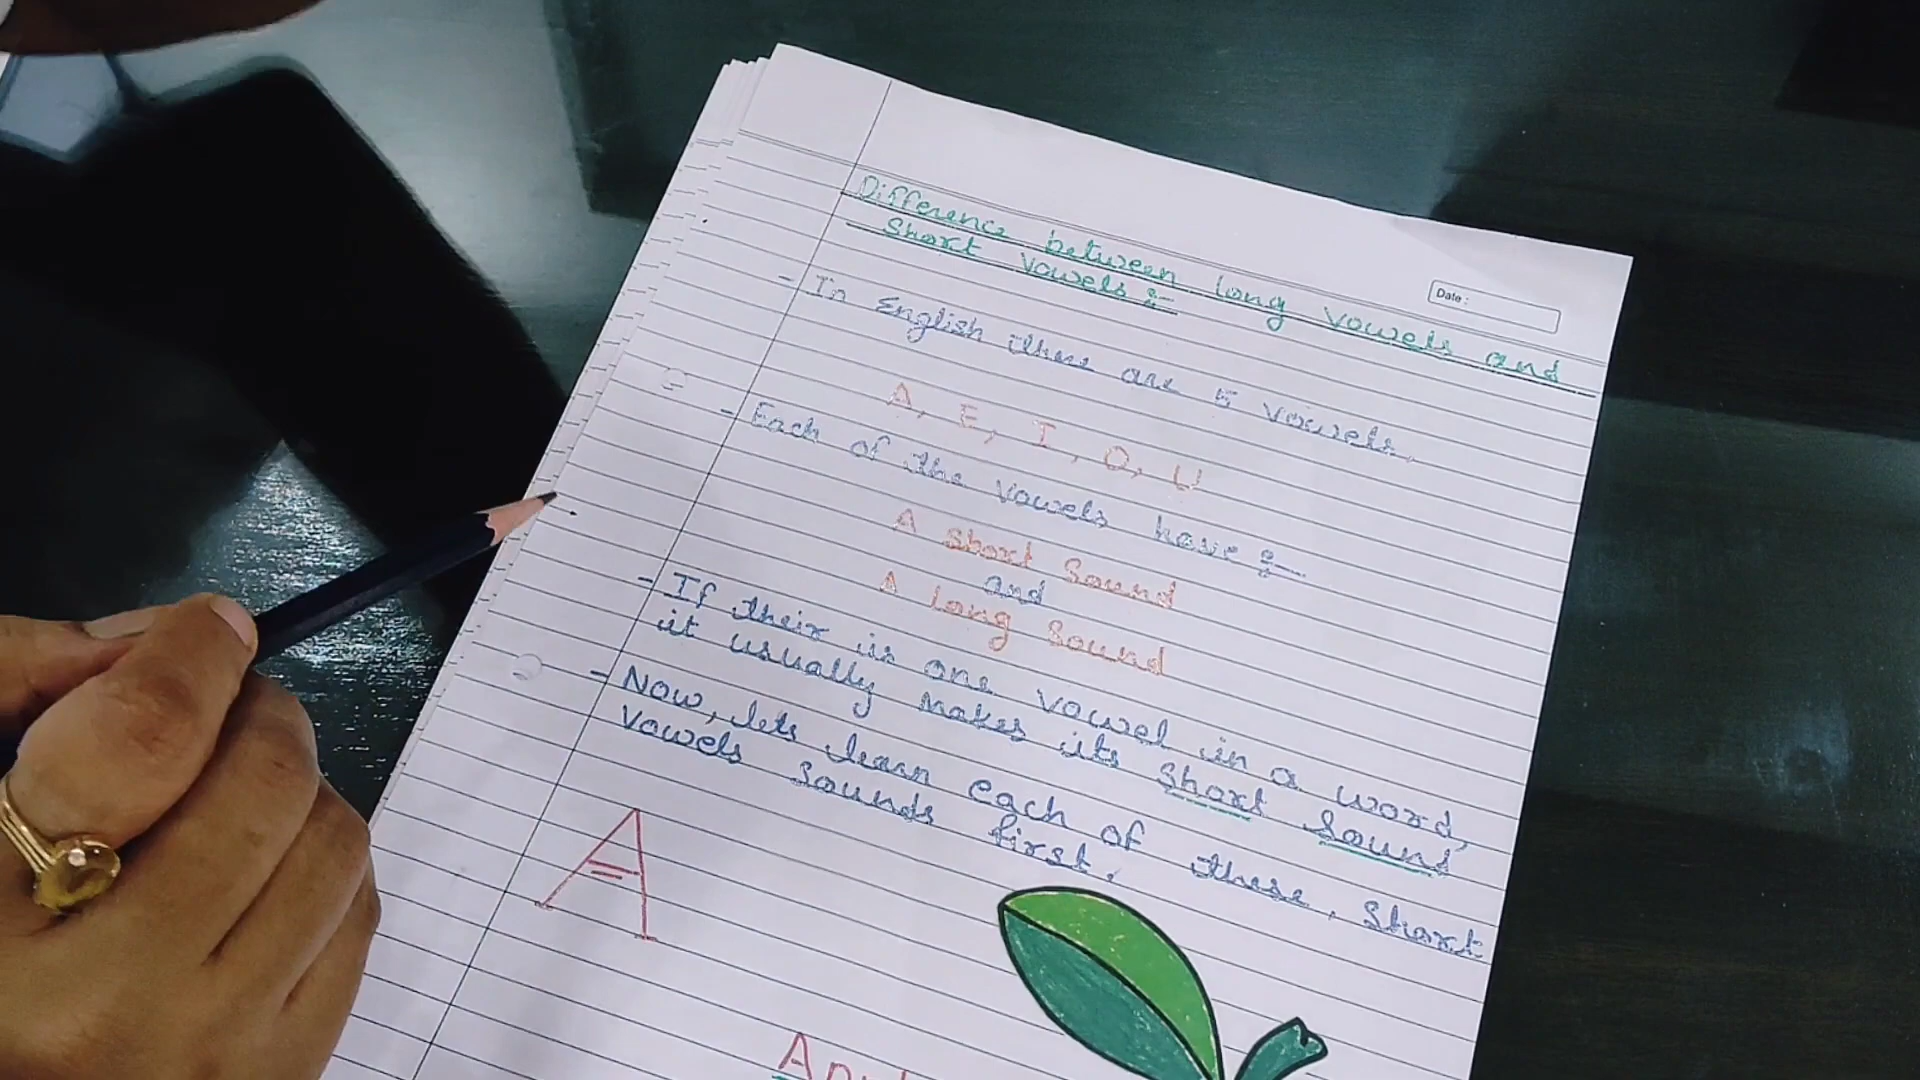 Date :
Difference between long vowels and
Short Vowels :-
- In English there are 5 vowels.
A, E, I, O, U
- Each of the vowels have :-
A Short Sound
and
A long Sound
- If their is one vowel in a word,
it usually makes its Short Sound
- Now, lets learn each of these, Short
Vowels Sounds first.
A